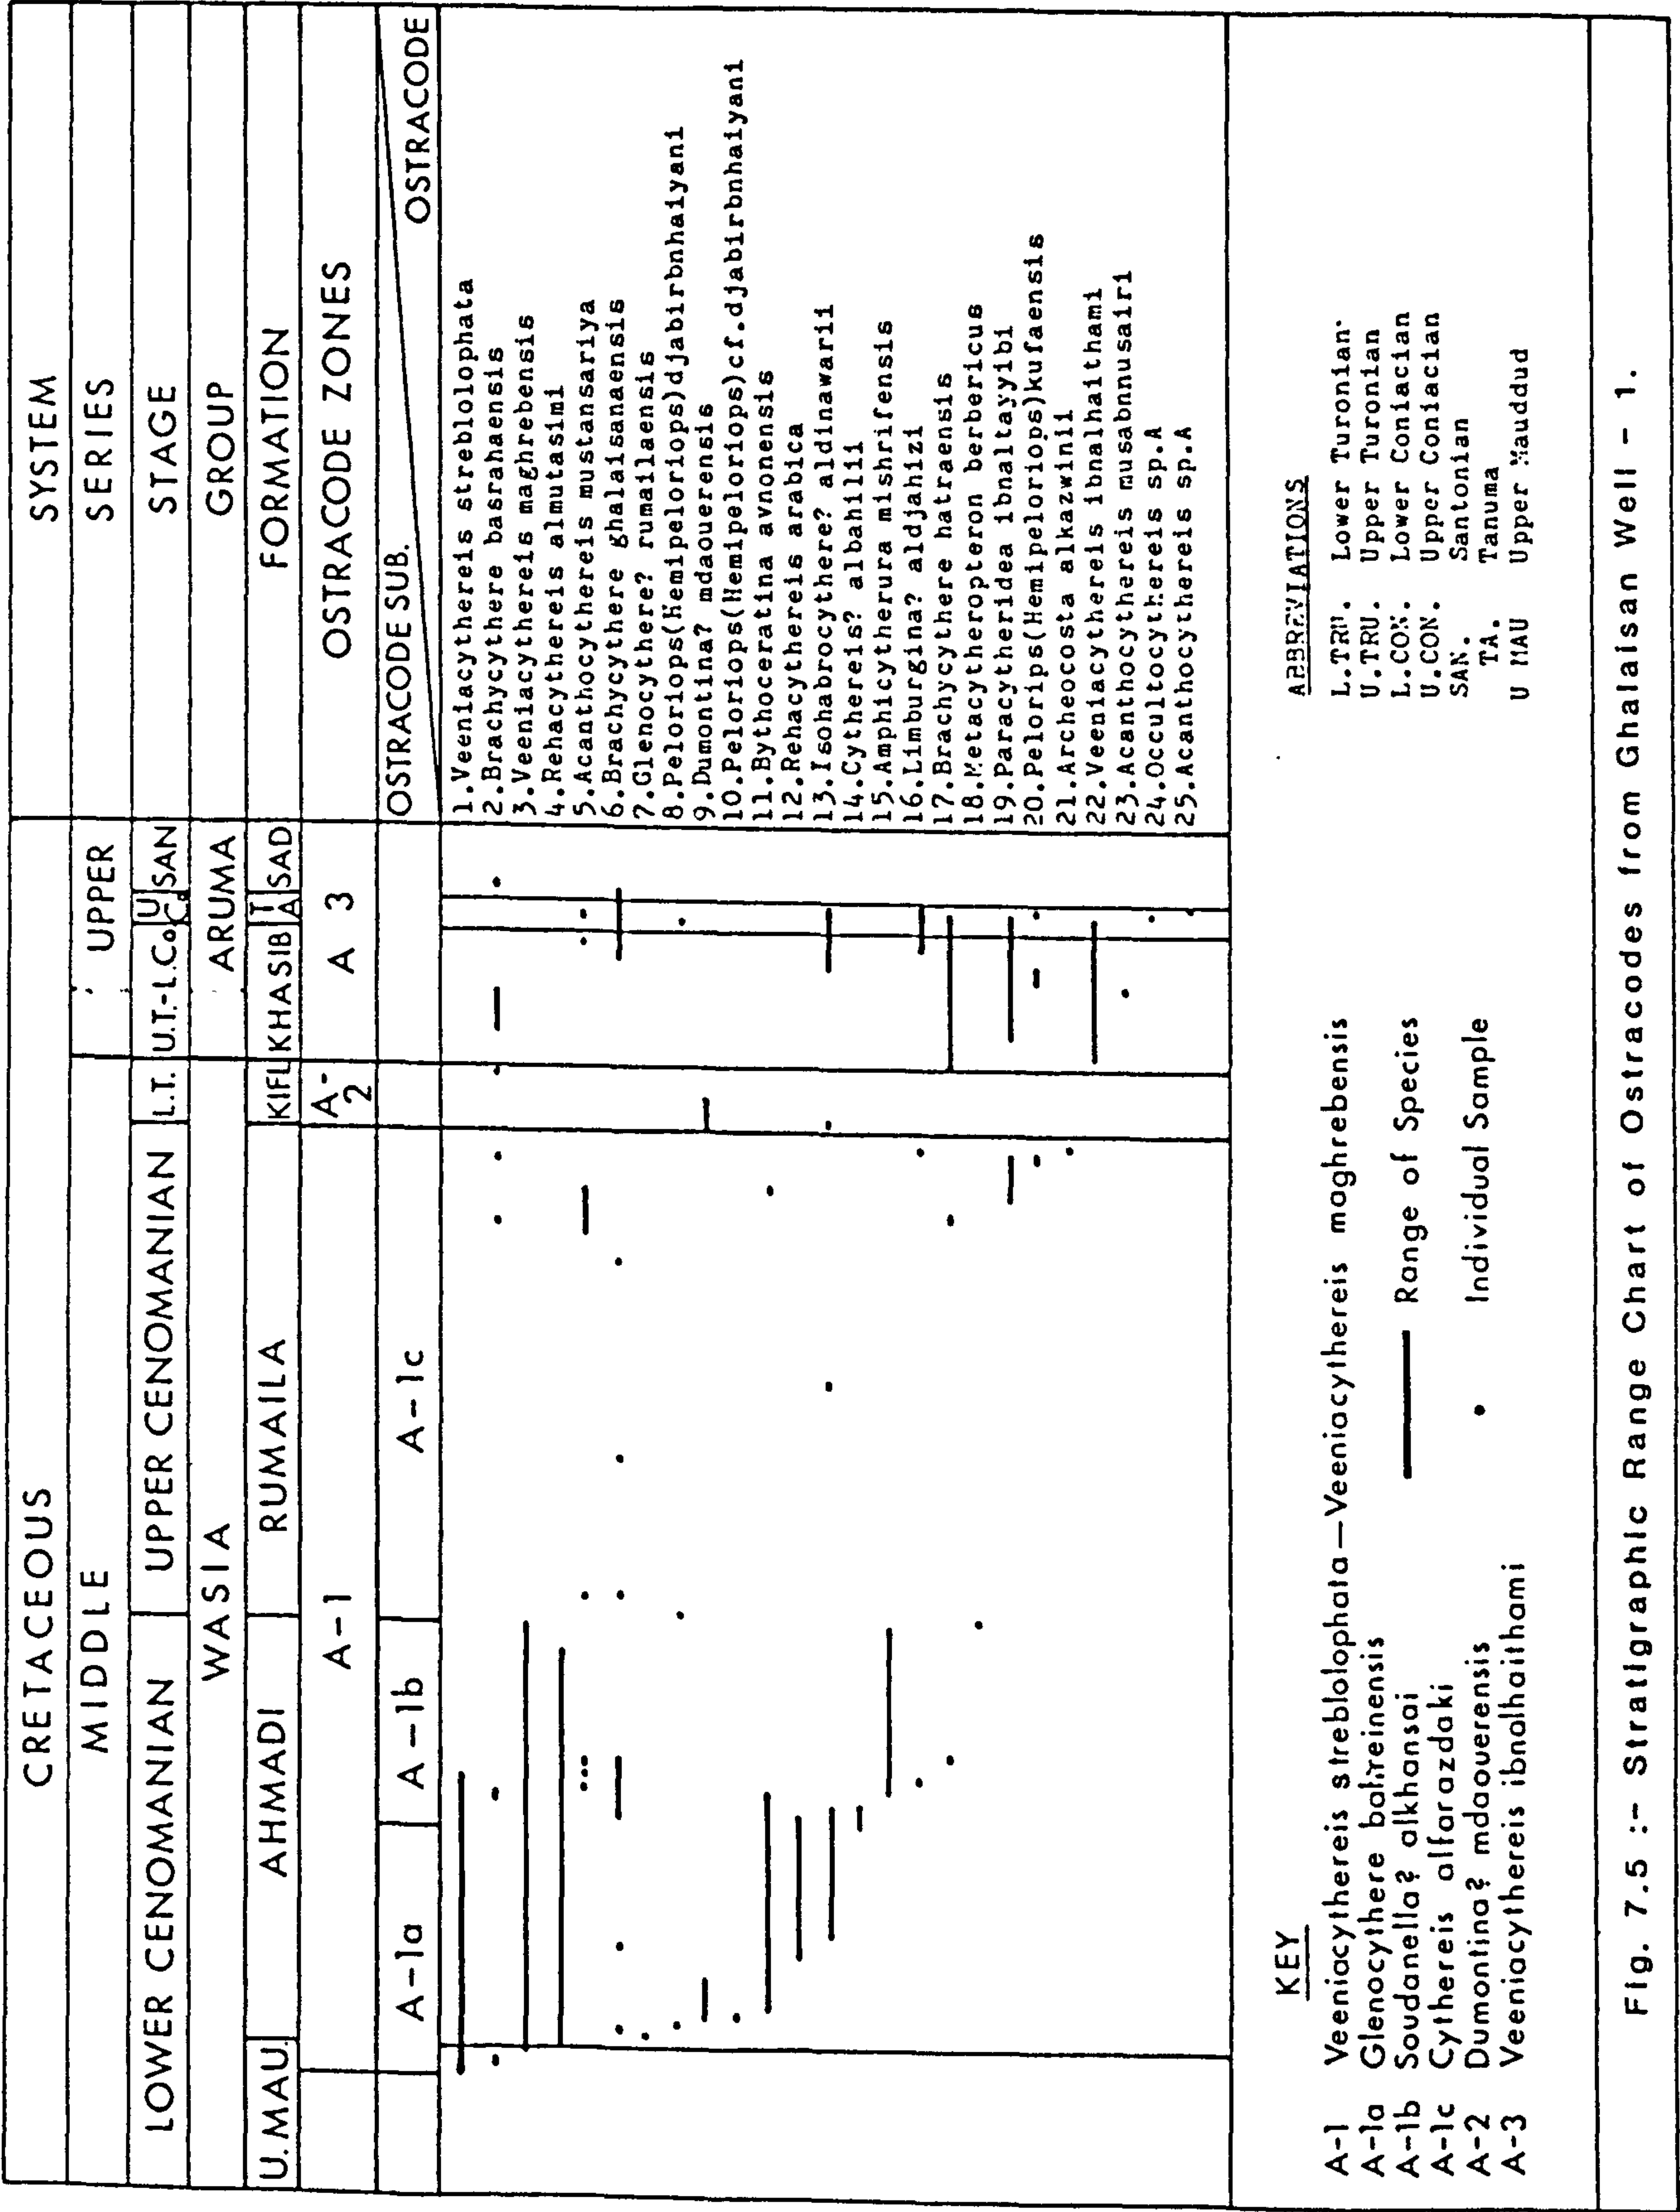 SYSTEM
CRETACEOUS
SERIES
MIDDLE
UPPER
STAGE
LOWER CENOMANIAN
UPPER CENOMANIAN
L.T.
U.T.-L.Co.
U
Co
SAN
GROUP
WASIA
ARUMA
FORMATION
U.MAU.
AHMADI
RUMAILA
KIFL
KHASIB
T
A
SAD
OSTRACODE ZONES
A-1
A-
2
A 3
OSTRACODE SUB.
OSTRACODE
A-1a
A-1b
A-1c
1.Veeniacythereis streblolophata
2.Brachycythere basrahaensis
3.Veeniacythereis maghrebensis
4.Rehacythereis almutasimi
5.Acanthocythereis mustansariya
6.Brachycythere ghalaisanaensis
7.Glenocythere? rumailaensis
8.Peloriops(Hemipeloriops)djabirbnhaiyani
9.Dumontina? mdaouerensis
10.Peloriops(Hemipeloriops)cf.djabirbnhaiyani
11.Bythoceratina avnonensis
12.Rehacythereis arabica
13.Isohabrocythere? aldinawarii
14.Cythereis? albahilii
15.Amphicytherura mishrifensis
16.Limburgina? aldjahizi
17.Brachycythere hatraensis
18.Metacytheropteron berbericus
19.Paracytheridea ibnaltayyibi
20.Pelorips(Hemipeloriops)kufaensis
21.Archeocosta alkazwinii
22.Veeniacythereis ibnalhaithami
23.Acanthocythereis musabnnusairi
24.Occultocythereis sp.A
25.Acanthocythereis sp.A
KEY
A-1 Veeniacythereis streblolophata—Veeniacythereis maghrebensis
A-1a Glenocythere bahreinensis
A-1b Soudanella? alkhansai
A-1c Cythereis alfarazdaki
A-2 Dumontina? mdaouerensis
A-3 Veeniacythereis ibnalhaithami
Range of Species
Individual Sample
ABBREVIATIONS
L.TRU. Lower Turonian
U.TRU. Upper Turonian
L.CON. Lower Coniacian
U.CON. Upper Coniacian
SAN. Santonian
TA. Tanuma
U MAU Upper Mauddud
Fig. 7.5 :- Stratigraphic Range Chart of Ostracodes from Ghalaisan Well - 1.